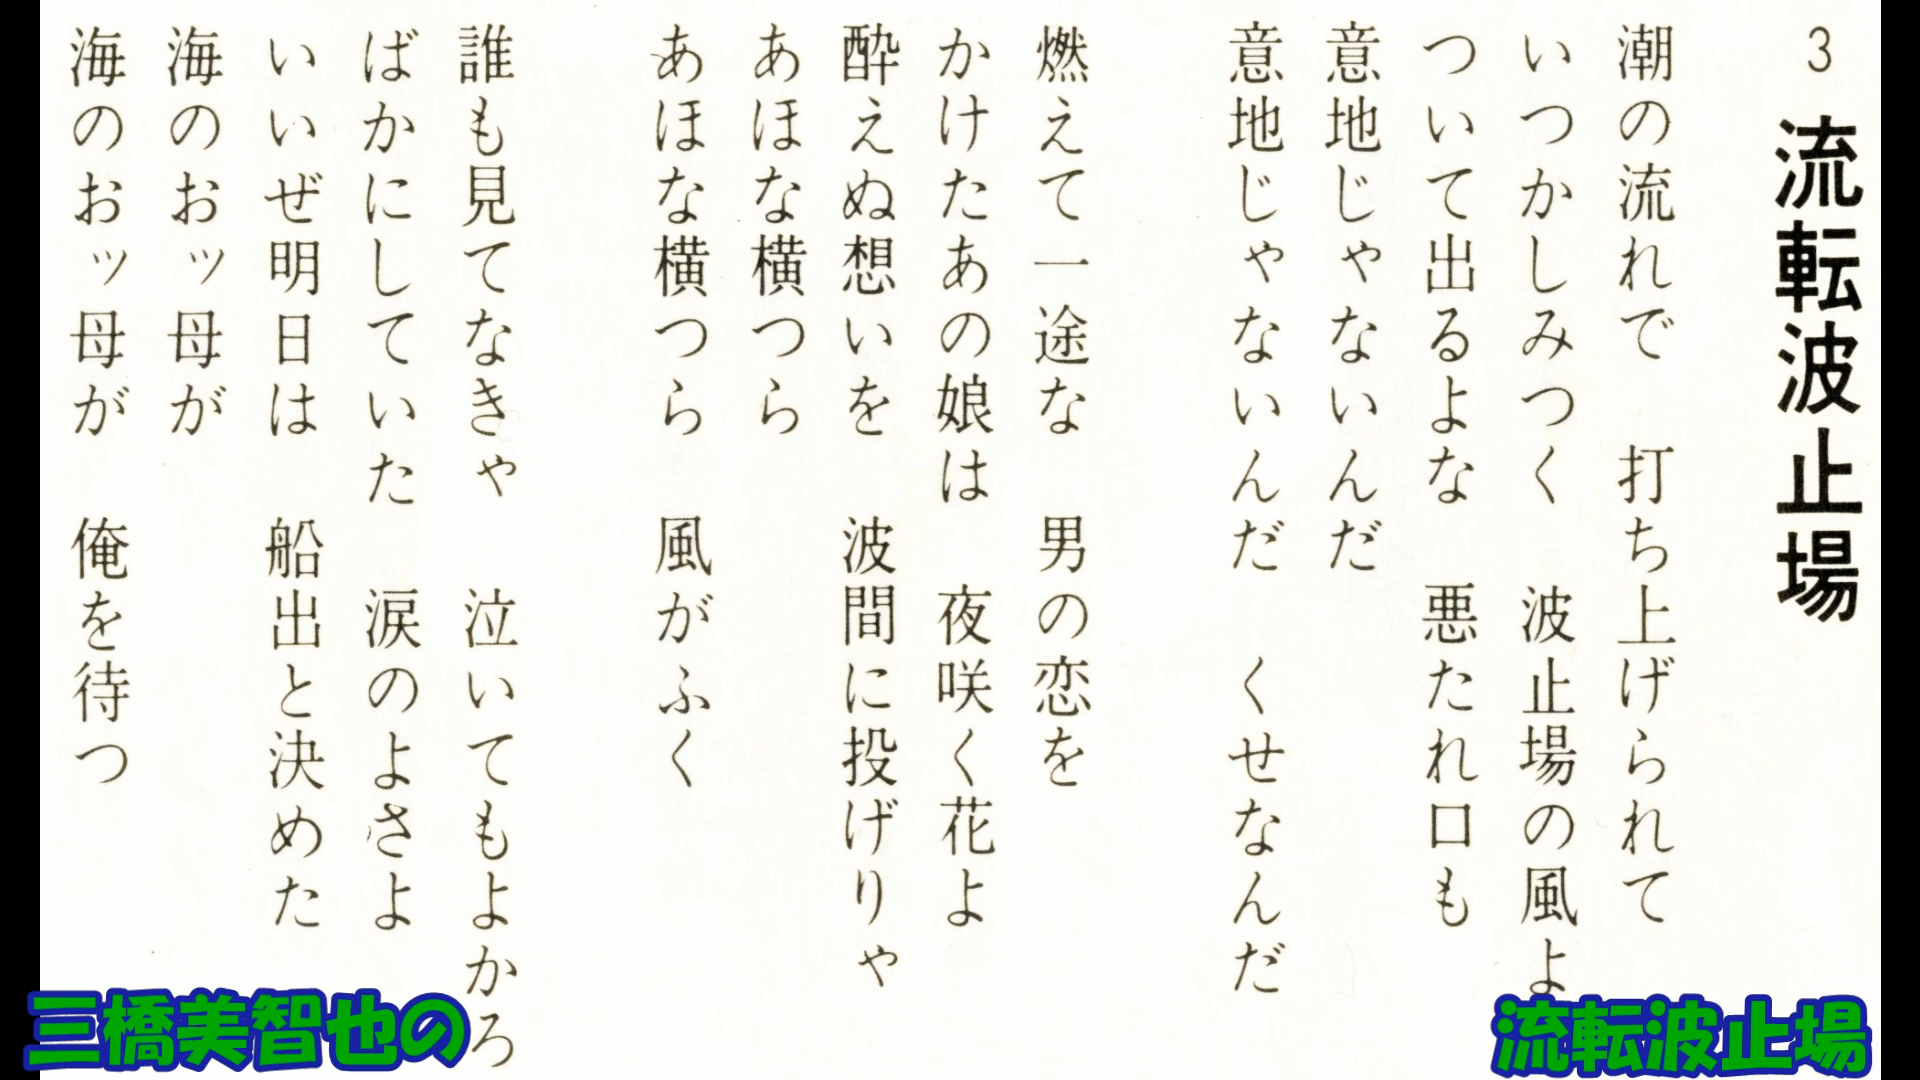 3 流転波止場
潮の流れで　打ち上げられて
いつかしみつく　波止場の風よ
ついて出るよな　悪たれ口も
意地じゃないんだ
意地じゃないんだ　くせなんだ
燃えて一途な　男の恋を
かけたあの娘は　夜咲く花よ
酔えぬ想いを　波間に投げりゃ
あほな横つら
あほな横つら　風がふく
誰も見てなきゃ　泣いてもよかろ
ばかにしていた　涙のよさよ
いいぜ明日は　船出と決めた
海のおッ母が
海のおッ母が　俺を待つ
三橋美智也の
流転波止場